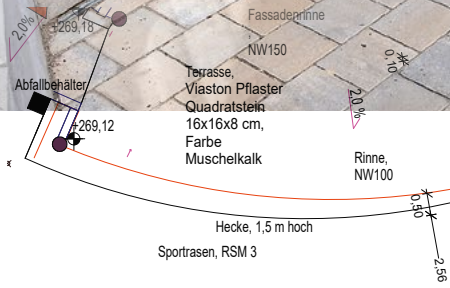 Fassadenrinne
2,0%
+269,18
NW150
0,10
Terrasse,
Viaston Pflaster
Quadratstein
16x16x8 cm,
Farbe
Muschelkalk
Abfallbehälter
2,0 %
+269,12
Rinne,
NW100
0,50
Hecke, 1,5 m hoch
Sportrasen, RSM 3
2,56